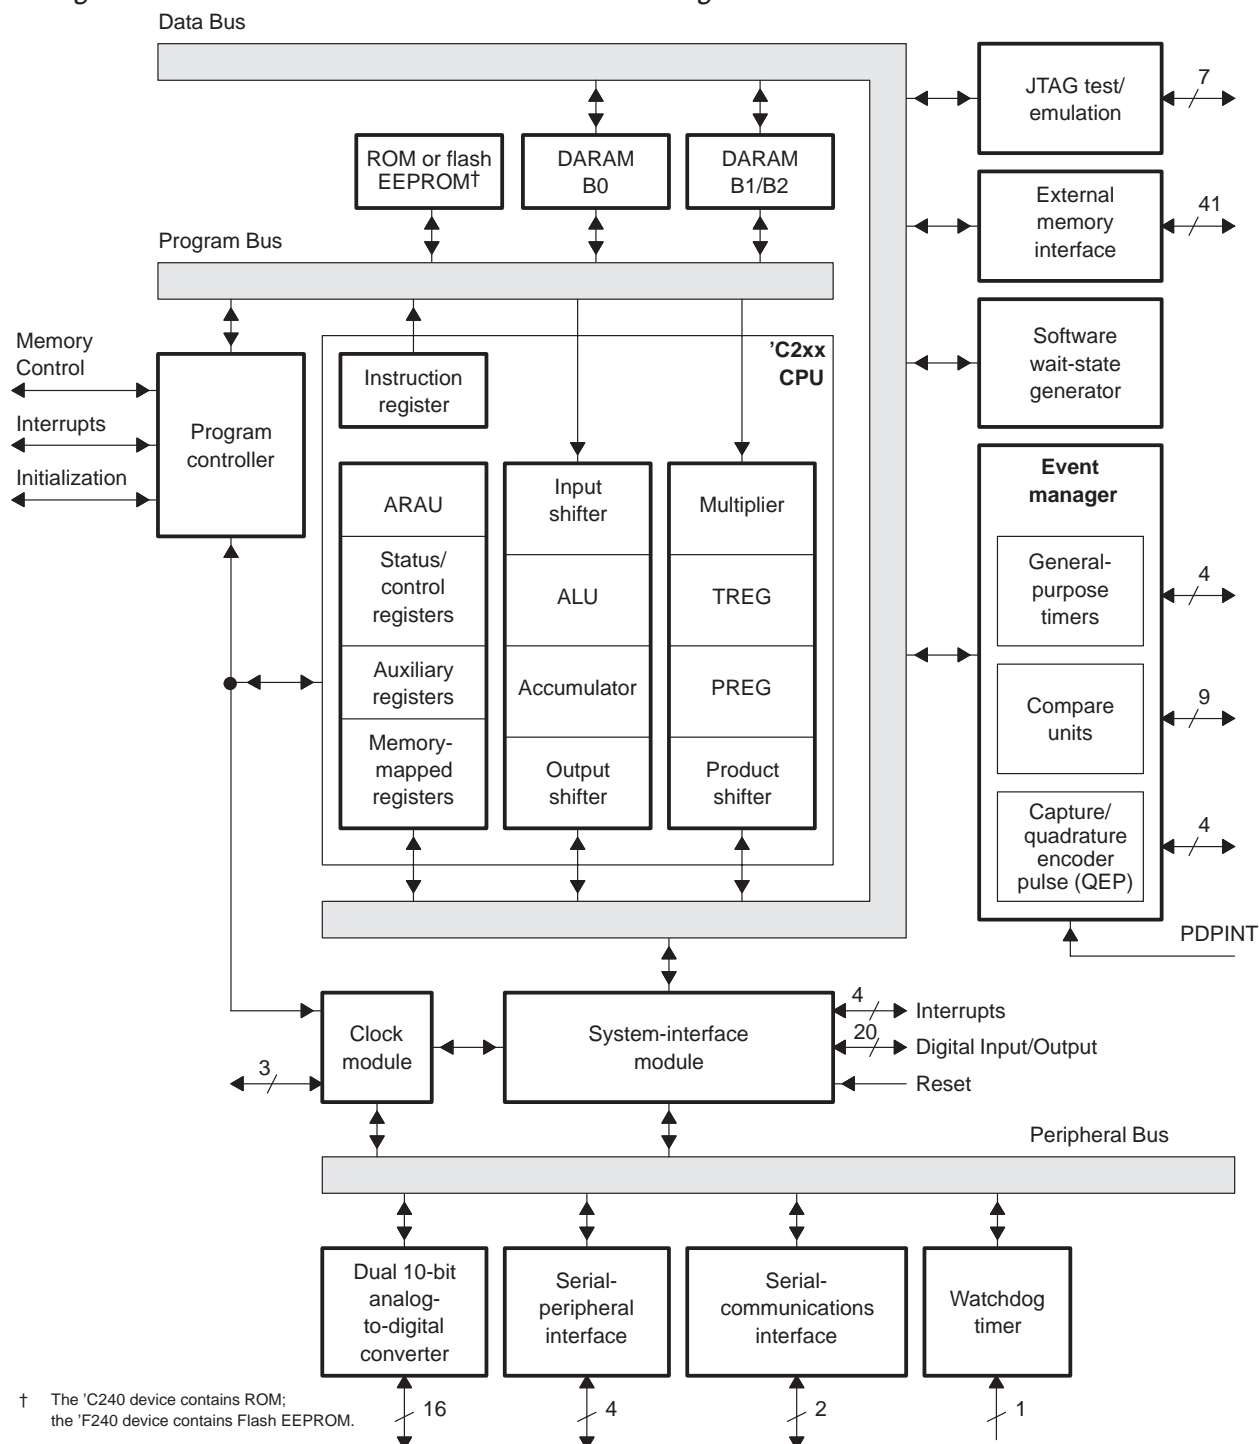 Data Bus
JTAG test/
emulation
7
ROM or flash
EEPROM†
DARAM
B0
DARAM
B1/B2
External
memory
interface
41
Program Bus
Software
wait-state
generator
Memory
Control
Interrupts
Initialization
Program
controller
'C2xx
CPU
Instruction
register
ARAU
Status/
control
registers
Auxiliary
registers
Memory-
mapped
registers
Input
shifter
ALU
Accumulator
Output
shifter
Multiplier
TREG
PREG
Product
shifter
Event
manager
General-
purpose
timers
4
Compare
units
9
Capture/
quadrature
encoder
pulse (QEP)
4
PDPINT
Clock
module
3
System-interface
module
4
Interrupts
20
Digital Input/Output
Reset
Peripheral Bus
Dual 10-bit
analog-
to-digital
converter
Serial-
peripheral
interface
Serial-
communications
interface
Watchdog
timer
16
4
2
1
† The 'C240 device contains ROM;
the 'F240 device contains Flash EEPROM.